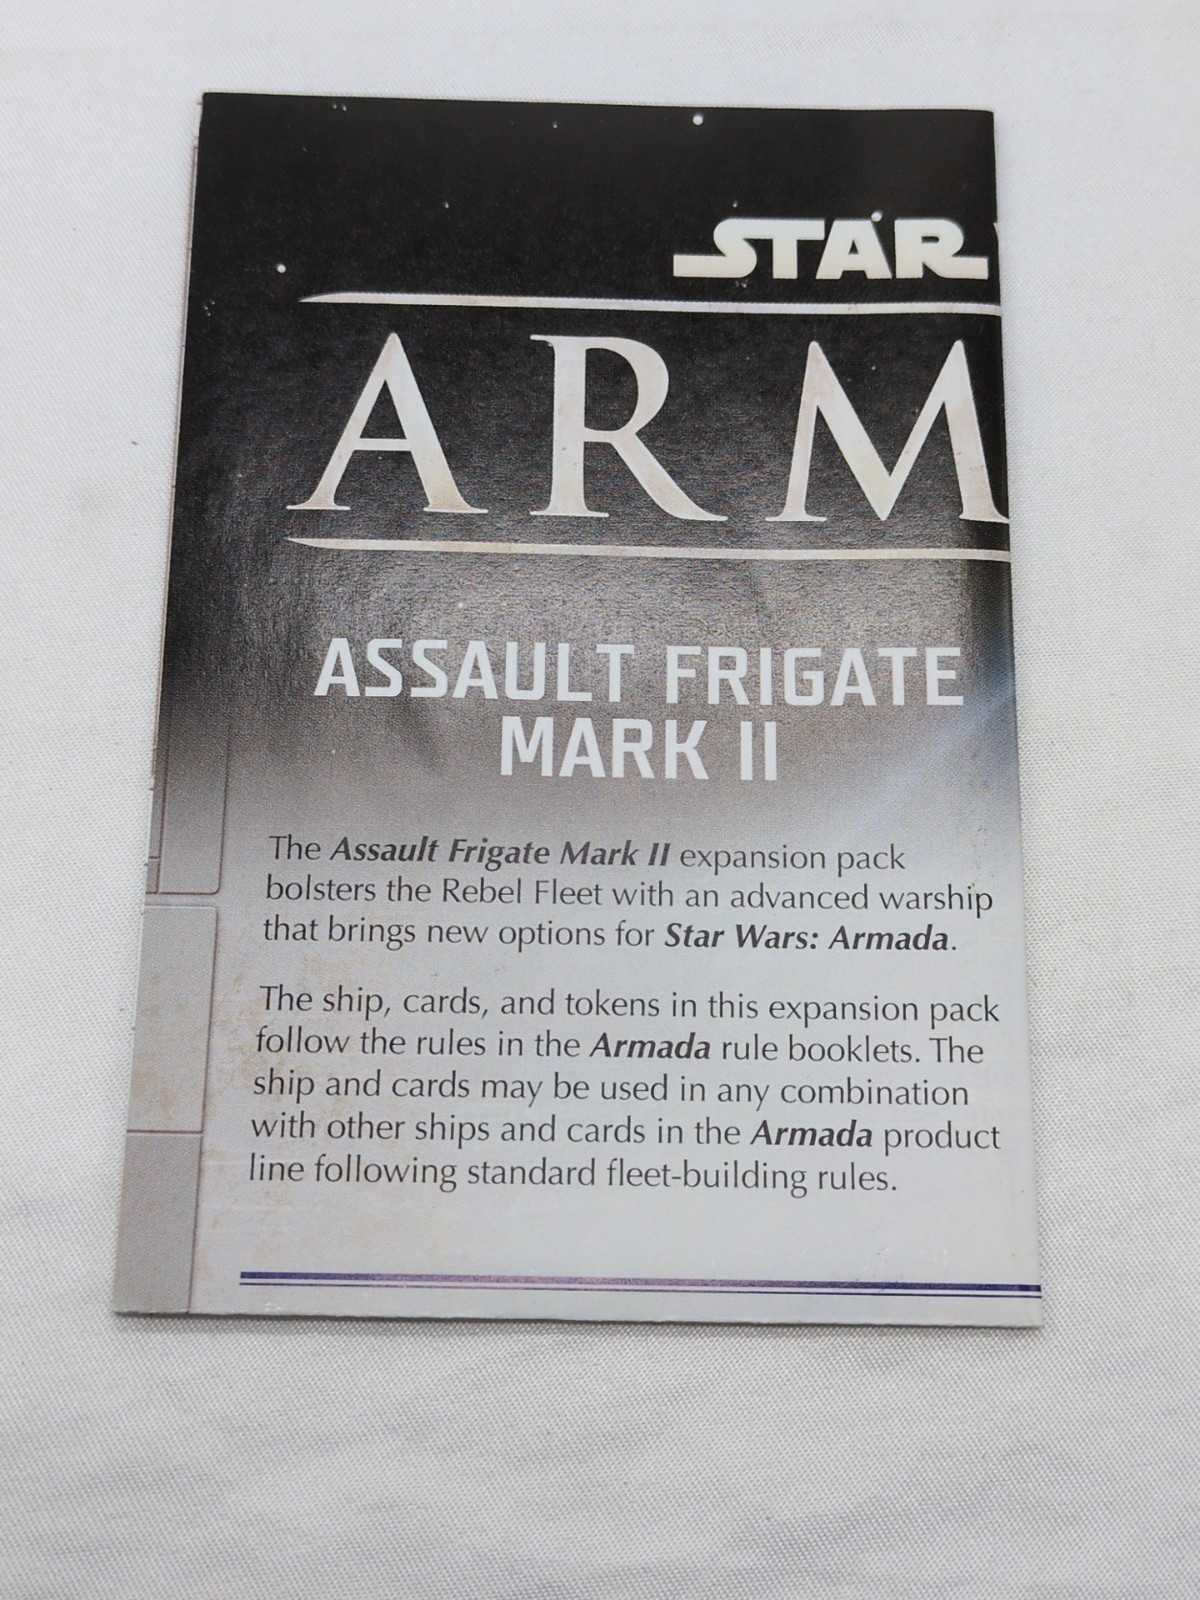 STAR
ARM
ASSAULT FRIGATE
MARK II
The Assault Frigate Mark II expansion pack
bolsters the Rebel Fleet with an advanced warship
that brings new options for Star Wars: Armada.
The ship, cards, and tokens in this expansion pack
follow the rules in the Armada rule booklets. The
ship and cards may be used in any combination
with other ships and cards in the Armada product
line following standard fleet-building rules.